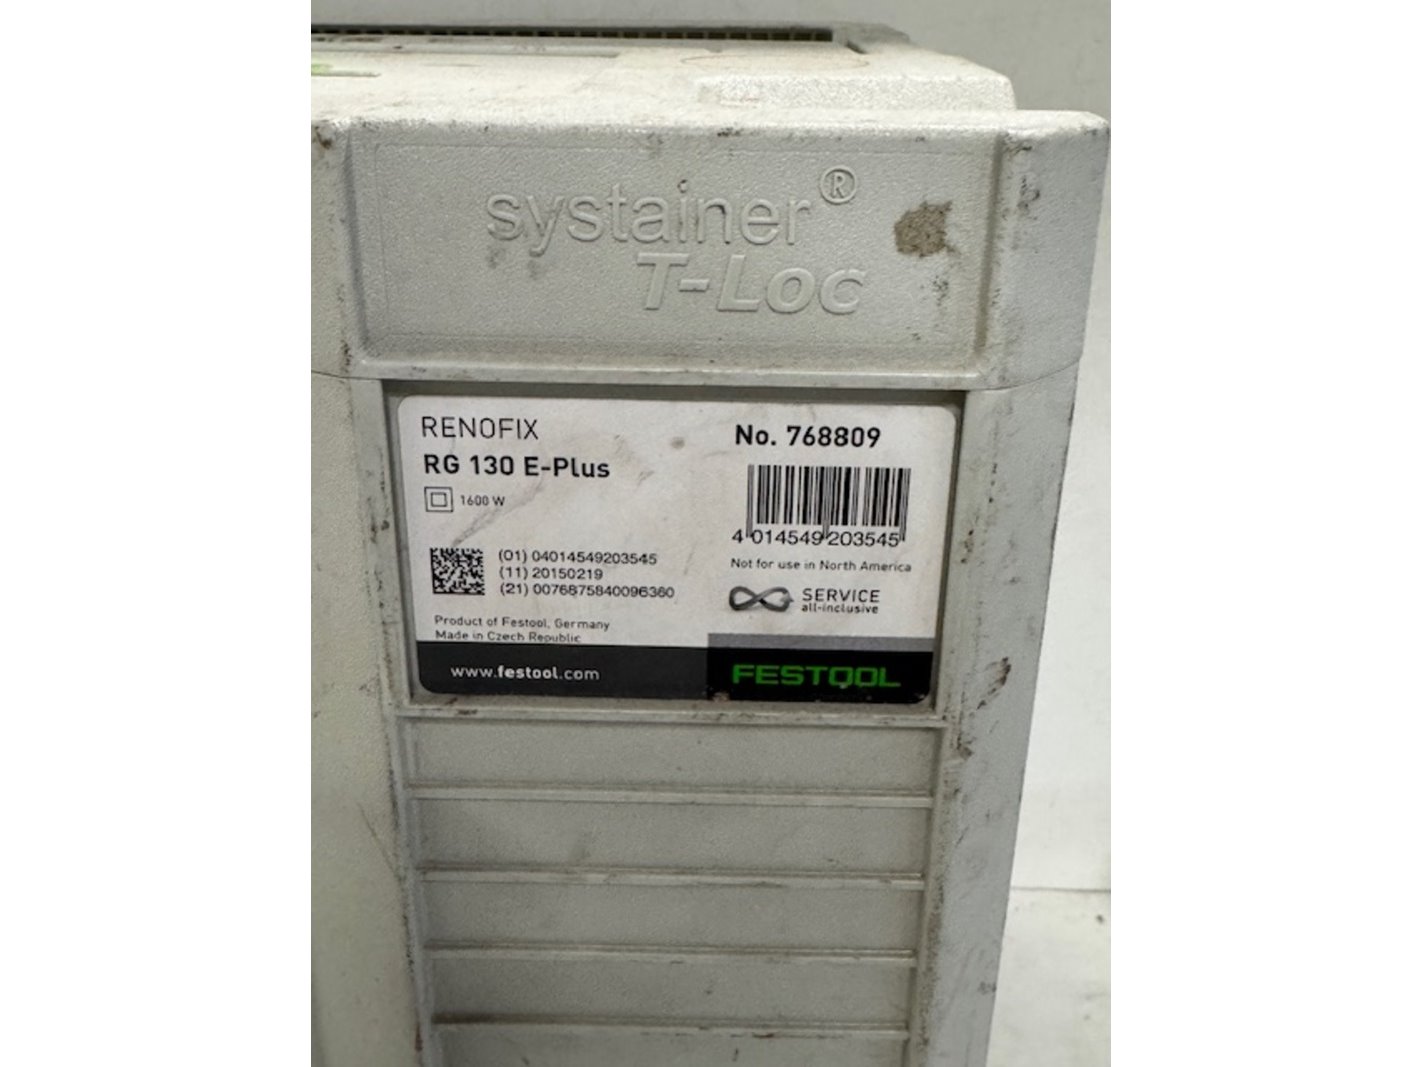 systainer®
T-Loc
RENOFIX
RG 130 E-Plus
1600 W
(01) 04014549203545
(11) 20150219
(21) 0076875840096360
Product of Festool, Germany
Made in Czech Republic
No. 768809
4 014549 203545
Not for use in North America
SERVICE
all-inclusive
www.festool.com
FESTOOL